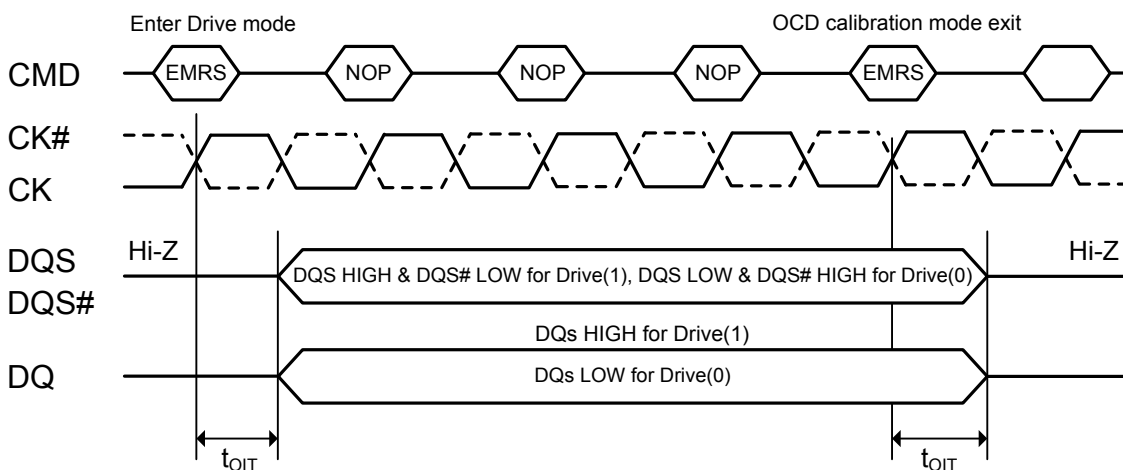 Enter Drive mode OCD calibration mode exit
CMD EMRS NOP NOP NOP EMRS
CK#
CK
DQS Hi-Z DQS HIGH & DQS# LOW for Drive(1), DQS LOW & DQS# HIGH for Drive(0) Hi-Z
DQS#
DQs HIGH for Drive(1)
DQ DQs LOW for Drive(0)
tOIT tOIT